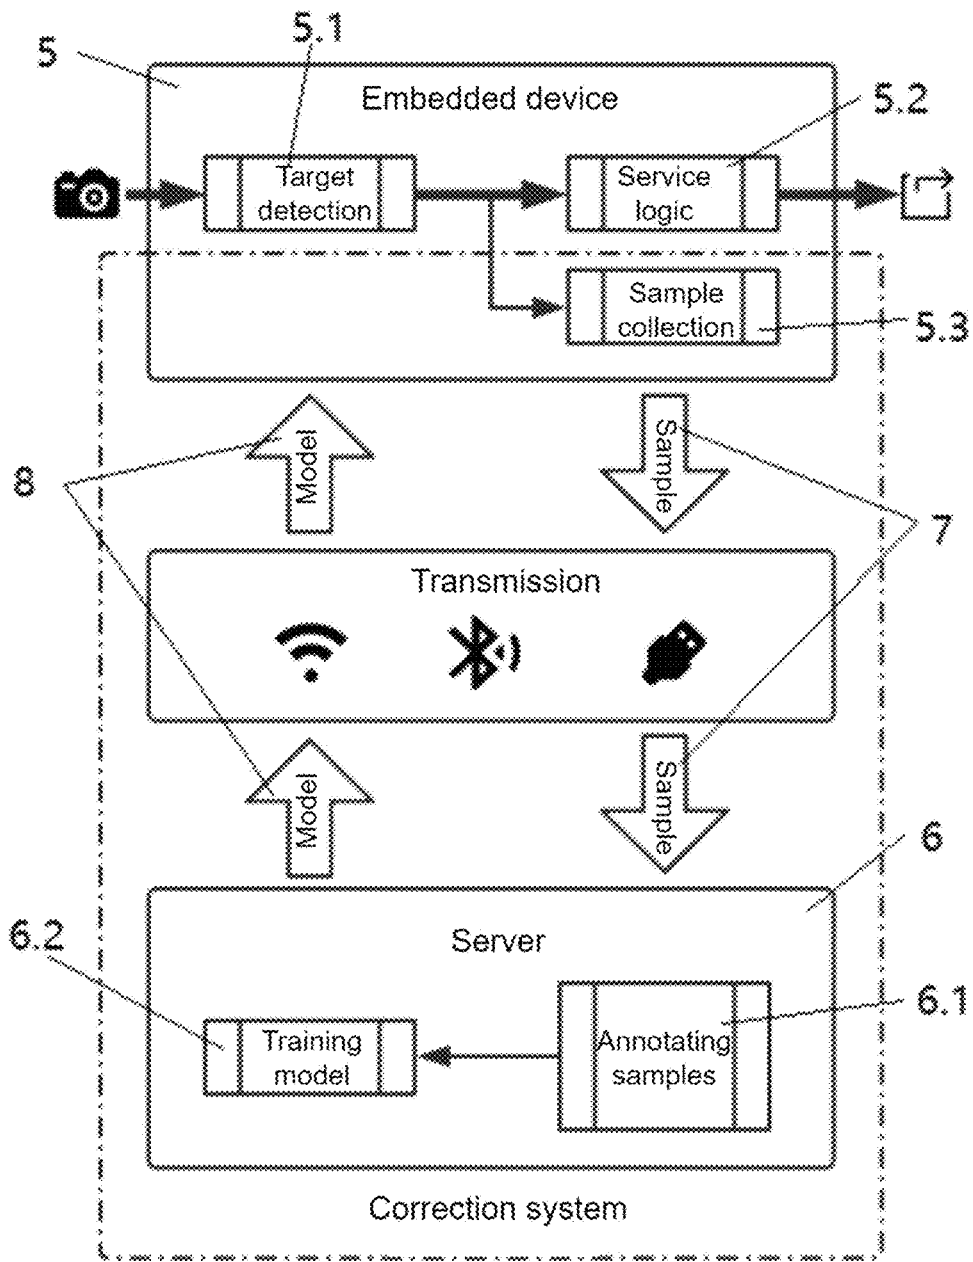 5.1
5
Embedded device
5.2
Target
detection
Service
logic
Sample
collection
5.3
8
Model
Sample
7
Transmission
Model
Sample
6
6.2
Server
6.1
Training
model
Annotating
samples
Correction system